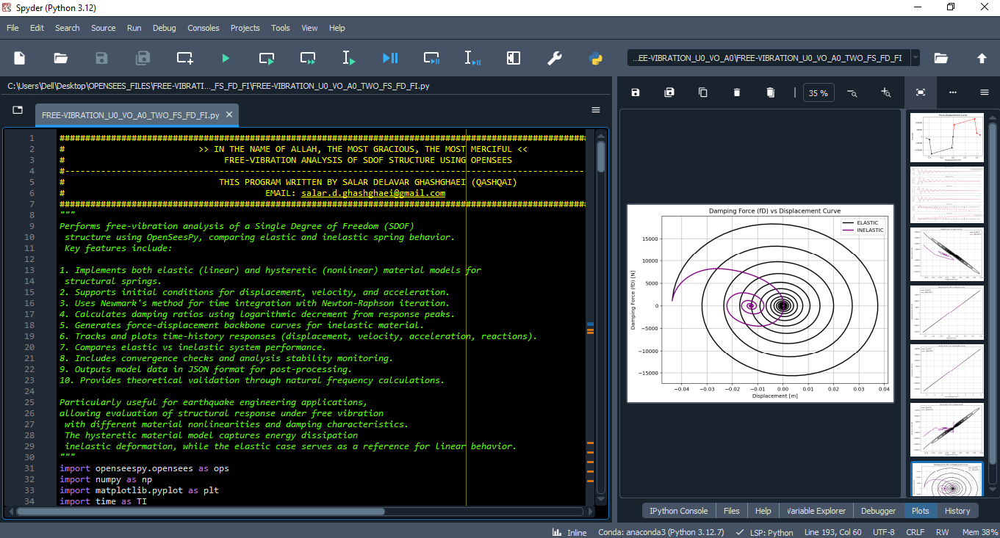 Spyder (Python 3.12)
File Edit Search Source Run Debug Consoles Projects Tools View Help
...EE-VIBRATION_U0_VO_A0\FREE-VIBRATION_U0_VO_A0_TWO_FS_FD_FI
C:\Users\Dell\Desktop\OPENSEES_FILES\FREE-VIBRATI..._FS_FD_FI\FREE-VIBRATION_U0_VO_A0_TWO_FS_FD_FI.py
FREE-VIBRATION_U0_VO_A0_TWO_FS_FD_FI.py
35 %
1 ####################################################################################################
2 # >> IN THE NAME OF ALLAH, THE MOST GRACIOUS, THE MOST MERCIFUL <<
3 # FREE-VIBRATION ANALYSIS OF SDOF STRUCTURE USING OPENSEES
4 #---------------------------------------------------------------------------------------------------
5 # THIS PROGRAM WRITTEN BY SALAR DELAVAR GHASHGHAEI (QASHQAI)
6 # EMAIL: salar.d.ghashghaei@gmail.com
7 ####################################################################################################
8 """
9 Performs free-vibration analysis of a Single Degree of Freedom (SDOF)
10 structure using OpenSeesPy, comparing elastic and inelastic spring behavior.
11 Key features include:
12
13 1. Implements both elastic (linear) and hysteretic (nonlinear) material models for
14 structural springs.
15 2. Supports initial conditions for displacement, velocity, and acceleration.
16 3. Uses Newmark's method for time integration with Newton-Raphson iteration.
17 4. Calculates damping ratios using logarithmic decrement from response peaks.
18 5. Generates force-displacement backbone curves for inelastic material.
19 6. Tracks and plots time-history responses (displacement, velocity, acceleration, reactions).
20 7. Compares elastic vs inelastic system performance.
21 8. Includes convergence checks and analysis stability monitoring.
22 9. Outputs model data in JSON format for post-processing.
23 10. Provides theoretical validation through natural frequency calculations.
24
25 Particularly useful for earthquake engineering applications,
26 allowing evaluation of structural response under free vibration
27 with different material nonlinearities and damping characteristics.
28 The hysteretic material model captures energy dissipation
29 inelastic deformation, while the elastic case serves as a reference for linear behavior.
30 """
31 import openseespy.opensees as ops
32 import numpy as np
33 import matplotlib.pyplot as plt
34 import time as TI
Damping Force (fD) vs Displacement Curve
ELASTIC
INELASTIC
Damping Force (fD) [N]
15000
10000
5000
0
−5000
−10000
−15000
−0.04 −0.03 −0.02 −0.01 0.00 0.01 0.02 0.03 0.04
Displacement [m]
IPython Console Files Help Variable Explorer Debugger Plots History
Inline Conda: anaconda3 (Python 3.12.7) LSP: Python Line 193, Col 60 UTF-8 CRLF RW Mem 38%